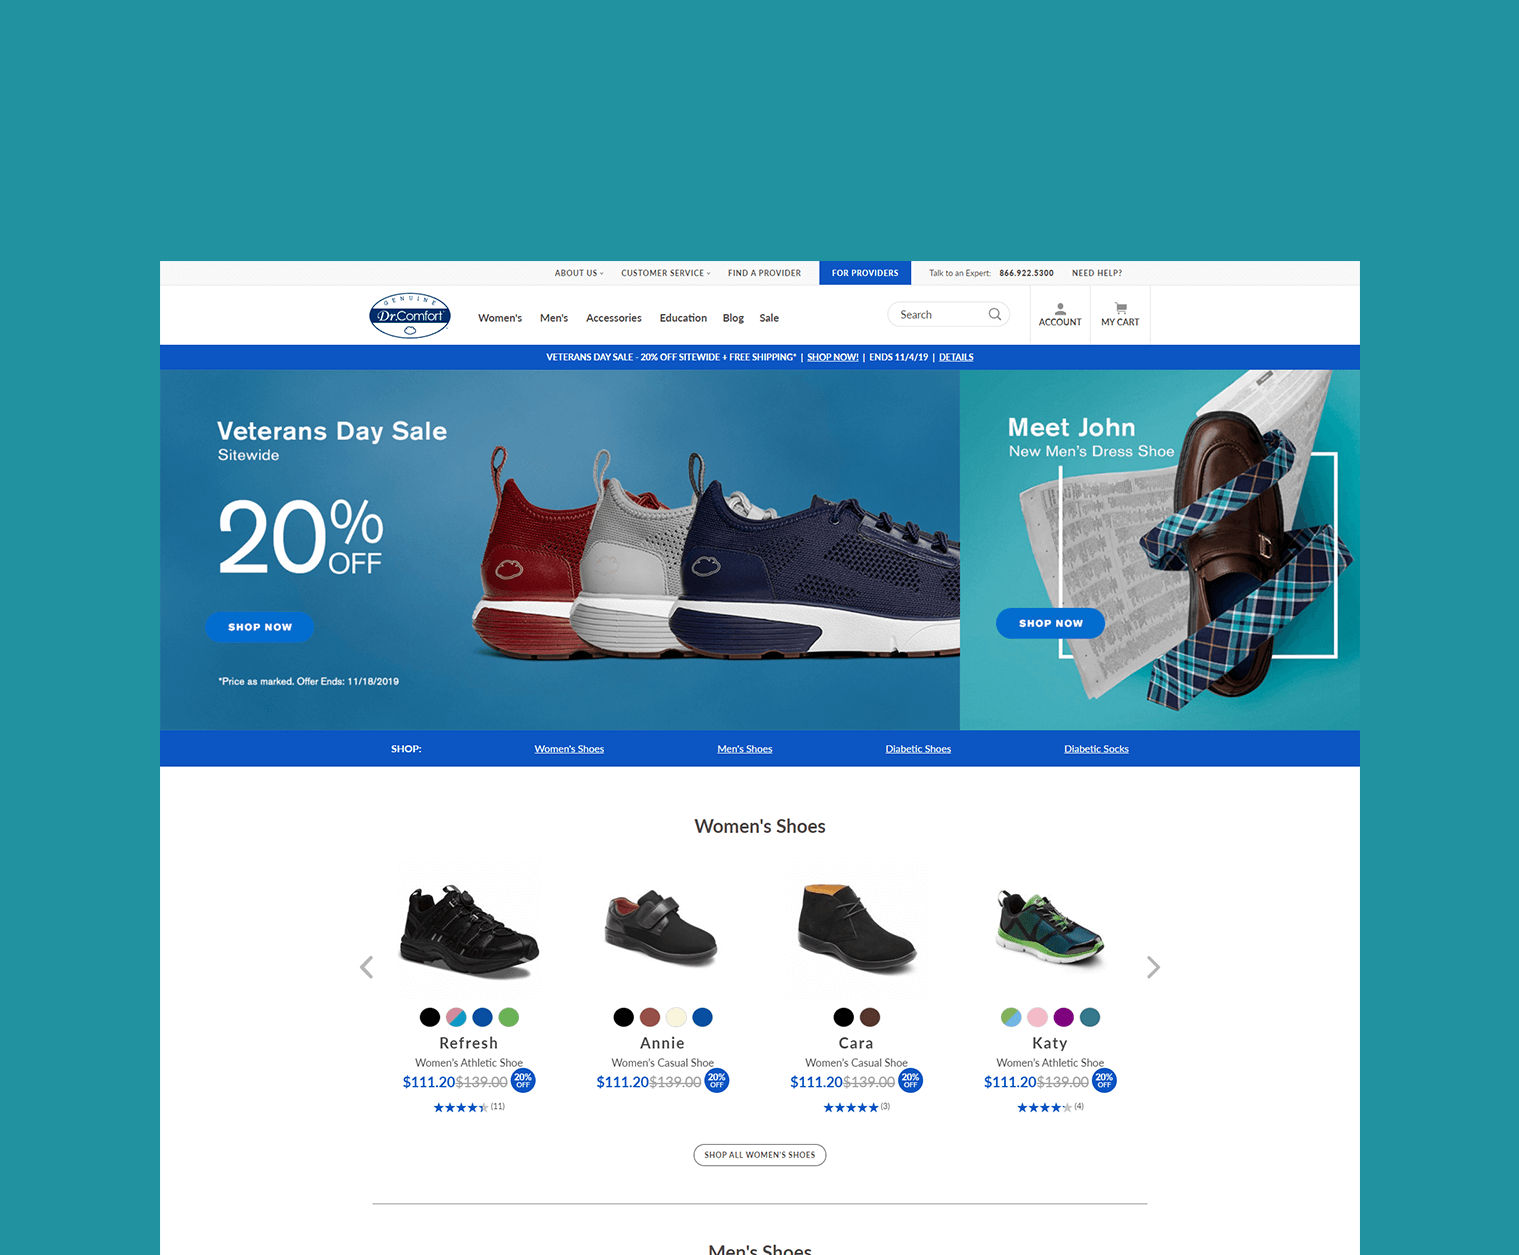 ABOUT US CUSTOMER SERVICE FIND A PROVIDER FOR PROVIDERS Talk to an Expert: 866.922.5300 NEED HELP?
GENUINE
Dr.Comfort
Women's Men's Accessories Education Blog Sale Search ACCOUNT MY CART
VETERANS DAY SALE - 20% OFF SITEWIDE + FREE SHIPPING* | SHOP NOW! | ENDS 11/4/19 | DETAILS
Veterans Day Sale
Sitewide
20% OFF
SHOP NOW
*Price as marked. Offer Ends: 11/18/2019
Meet John
New Men's Dress Shoe
SHOP NOW
SHOP: Women's Shoes Men's Shoes Diabetic Shoes Diabetic Socks
Women's Shoes
Refresh
Women's Athletic Shoe
$111.20 $139.00 20% OFF
(11)
Annie
Women's Casual Shoe
$111.20 $139.00 20% OFF
Cara
Women's Casual Shoe
$111.20 $139.00 20% OFF
(3)
Katy
Women's Athletic Shoe
$111.20 $139.00 20% OFF
(4)
SHOP ALL WOMEN'S SHOES
Men's Shoes